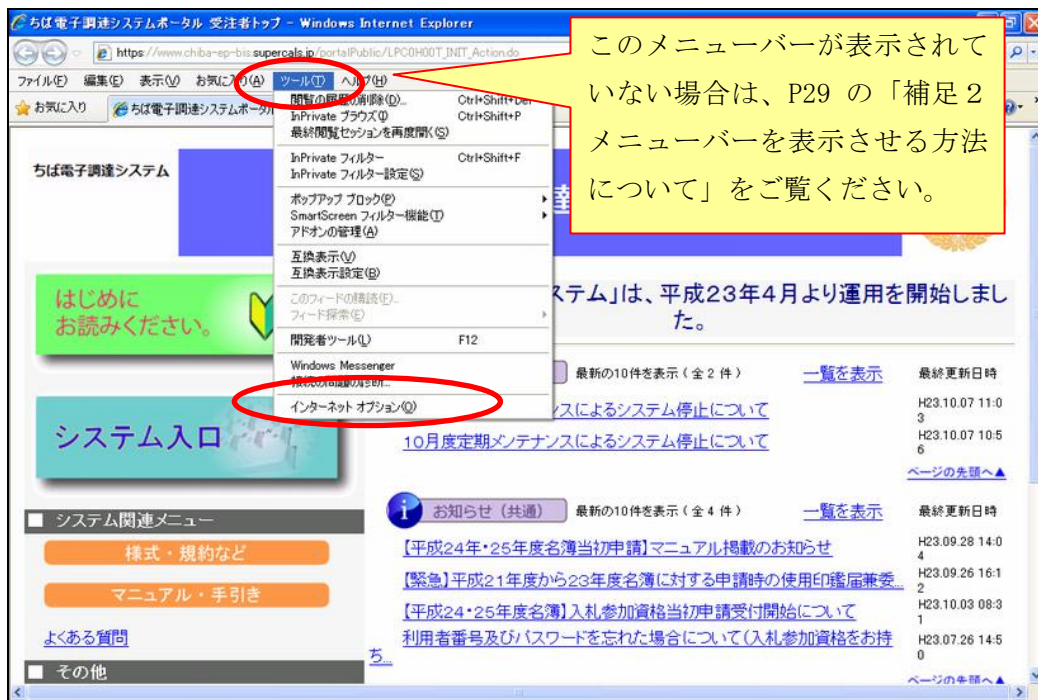 ちば電子調達システムポータル 受注者トップ - Windows Internet Explorer
https://www.chiba-ep-bis.supercals.jp/portalPublic/LPC0H00T_INIT_Action.do
ファイル(F) 編集(E) 表示(V) お気に入り(A) ツール(T) ヘルプ(H)
お気に入り ちば電子調達システムポータル
このメニューバーが表示されて
いない場合は、P29 の「補足2
メニューバーを表示させる方法
について」をご覧ください。
閲覧の履歴の削除(D)... Ctrl+Shift+Del
InPrivate ブラウズ(I) Ctrl+Shift+P
最終閲覧セッションを再度開く(S)
InPrivate フィルター Ctrl+Shift+F
InPrivate フィルター設定(S)
ポップアップ ブロック(P)
SmartScreen フィルター機能(T)
アドオンの管理(A)
互換表示(V)
互換表示設定(B)
このフィードの購読(F)...
フィード探索(E)
開発者ツール(L) F12
Windows Messenger
接続の問題の診断...
インターネット オプション(O)
ちば電子調達システム
達
はじめに
お読みください。
システム入口
■ システム関連メニュー
様式・規約など
マニュアル・手引き
よくある質問
■ その他
ステム」は、平成23年4月より運用を開始しまし
た。
最新の10件を表示(全 2 件) 一覧を表示 最終更新日時
ンスによるシステム停止について H23.10.07 11:0
3
10月度定期メンテナンスによるシステム停止について H23.10.07 10:5
6
ページの先頭へ▲
i お知らせ(共通) 最新の10件を表示(全 4 件) 一覧を表示 最終更新日時
【平成24年・25年度名簿当初申請】マニュアル掲載のお知らせ H23.09.28 14:0
4
【緊急】平成21年度から23年度名簿に対する申請時の使用印鑑届兼委... H23.09.26 16:1
2
【平成24・25年度名簿】入札参加資格当初申請受付開始について H23.10.03 08:3
1
利用者番号及びパスワードを忘れた場合について(入札参加資格をお持
ち... H23.07.26 14:5
0
ページの先頭へ▲